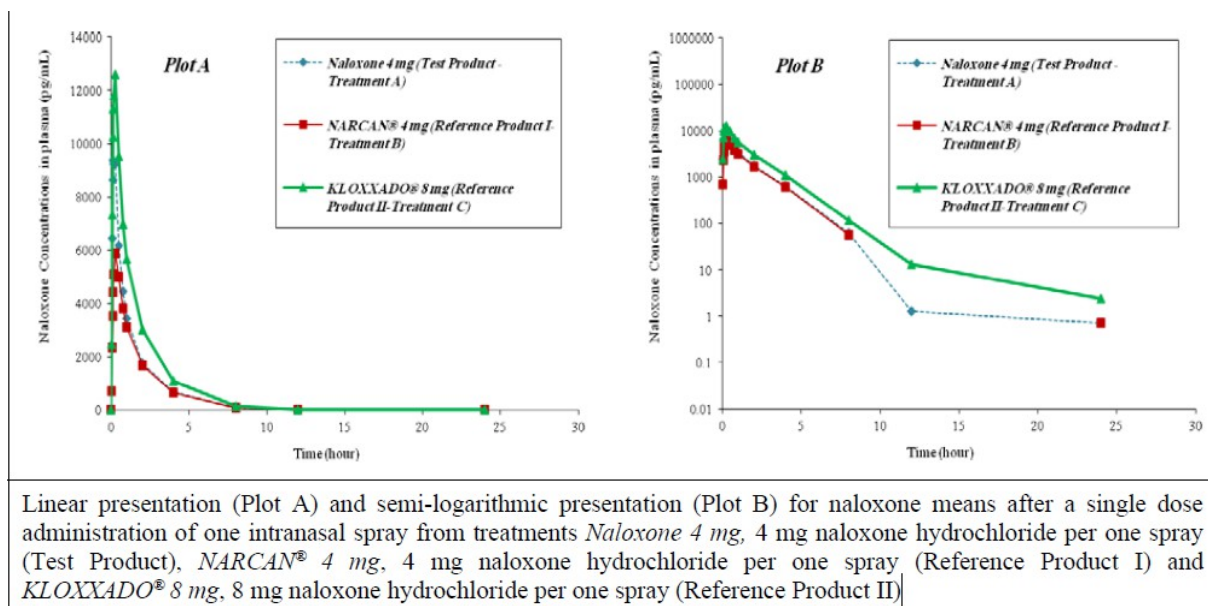 14000
12000
10000
8000
6000
4000
2000
0
0 5 10 15 20 25 30
Naloxone Concentrations in plasma (pg/mL)
Time (hour)
Plot A
Naloxone 4 mg (Test Product -
Treatment A)
NARCAN® 4 mg (Reference Product I-
Treatment B)
KLOXXADO® 8 mg (Reference
Product II-Treatment C)
1000000
100000
10000
1000
100
10
1
0.1
0.01
0 5 10 15 20 25 30
Naloxone Concentrations in plasma (pg/mL)
Time (hour)
Plot B
Naloxone 4 mg (Test Product -
Treatment A)
NARCAN® 4 mg (Reference Product I-
Treatment B)
KLOXXADO® 8 mg (Reference
Product II-Treatment C)
Linear presentation (Plot A) and semi-logarithmic presentation (Plot B) for naloxone means after a single dose
administration of one intranasal spray from treatments Naloxone 4 mg, 4 mg naloxone hydrochloride per one spray
(Test Product), NARCAN® 4 mg, 4 mg naloxone hydrochloride per one spray (Reference Product I) and
KLOXXADO® 8 mg, 8 mg naloxone hydrochloride per one spray (Reference Product II)